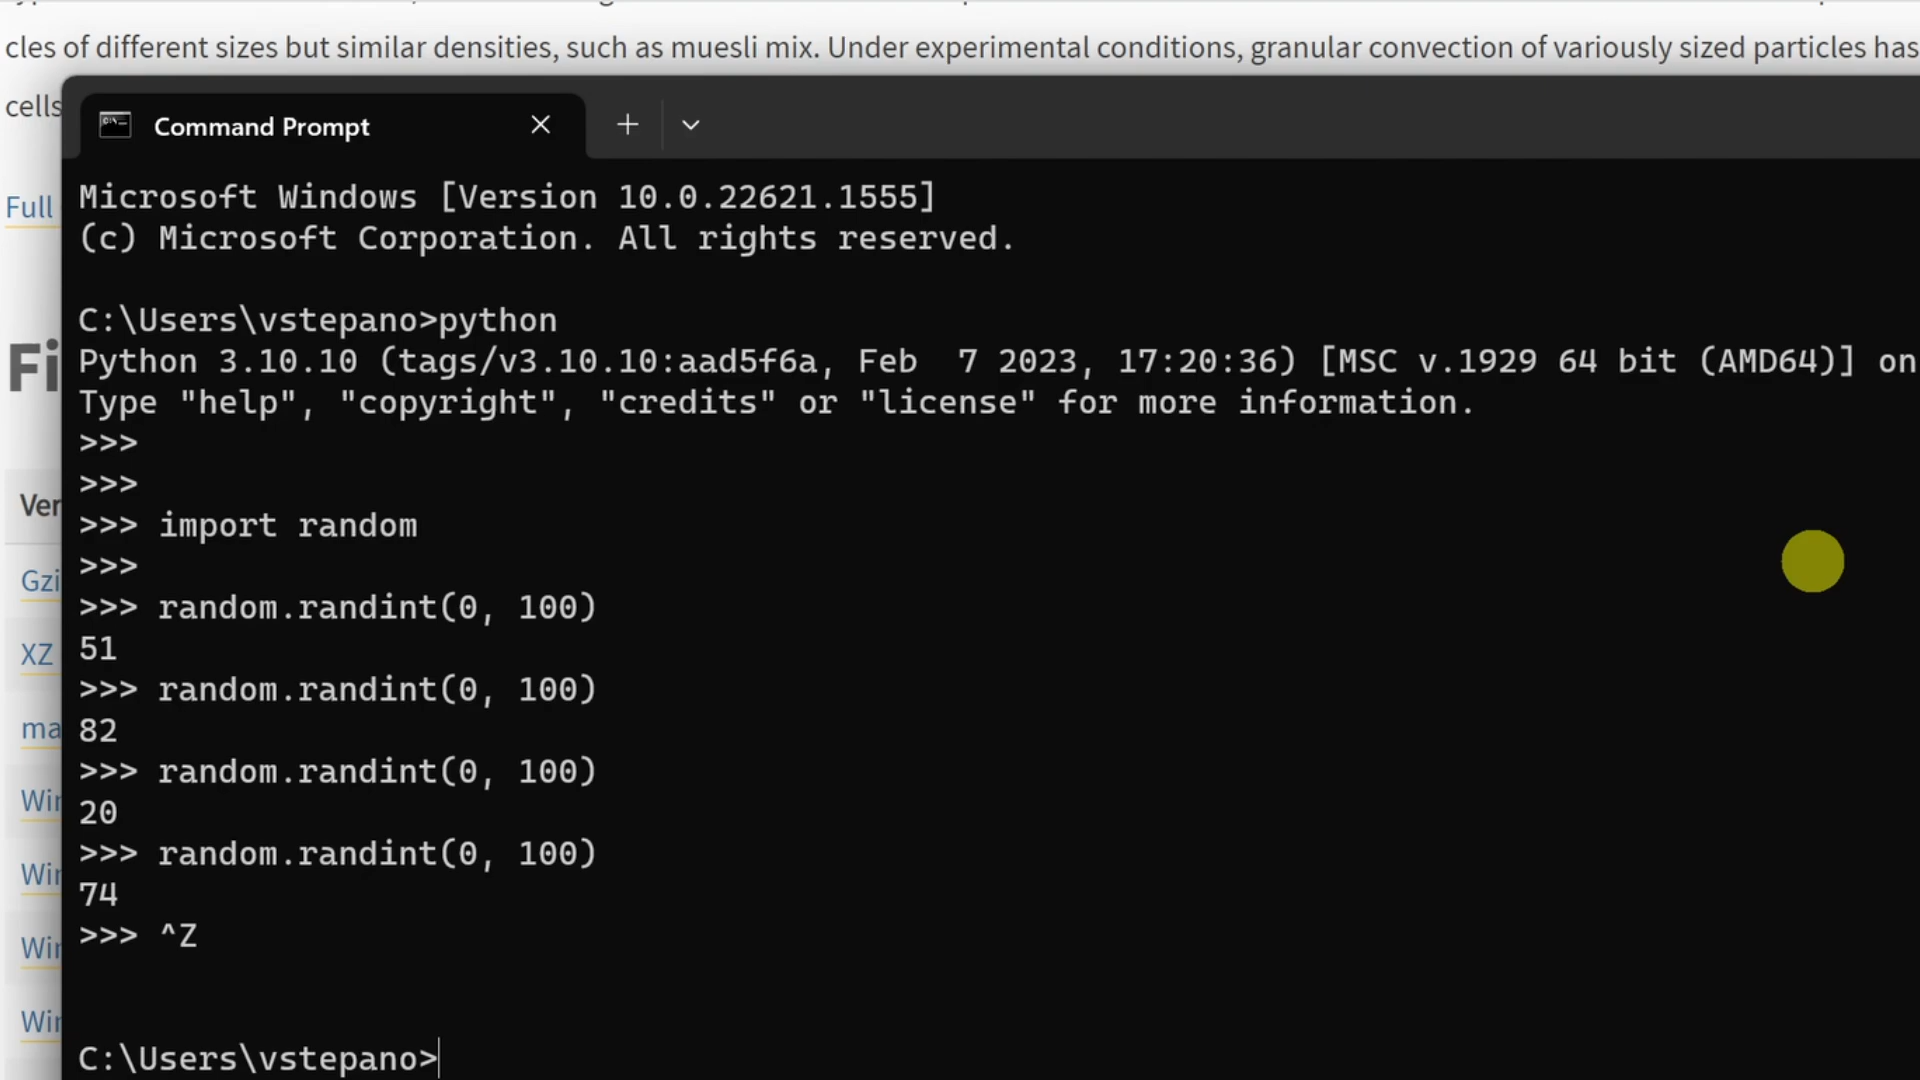 cles of different sizes but similar densities, such as muesli mix. Under experimental conditions, granular convection of variously sized particles has
cells
Command Prompt
Full
Microsoft Windows [Version 10.0.22621.1555]
(c) Microsoft Corporation. All rights reserved.
C:\Users\vstepano>python
Python 3.10.10 (tags/v3.10.10:aad5f6a, Feb  7 2023, 17:20:36) [MSC v.1929 64 bit (AMD64)] on
Type "help", "copyright", "credits" or "license" for more information.
Fi
>>>
>>>
Ver
>>> import random
>>>
Gzi
>>> random.randint(0, 100)
51
XZ
>>> random.randint(0, 100)
82
ma
>>> random.randint(0, 100)
20
Win
>>> random.randint(0, 100)
74
Win
>>> ^Z
Win
Win
C:\Users\vstepano>